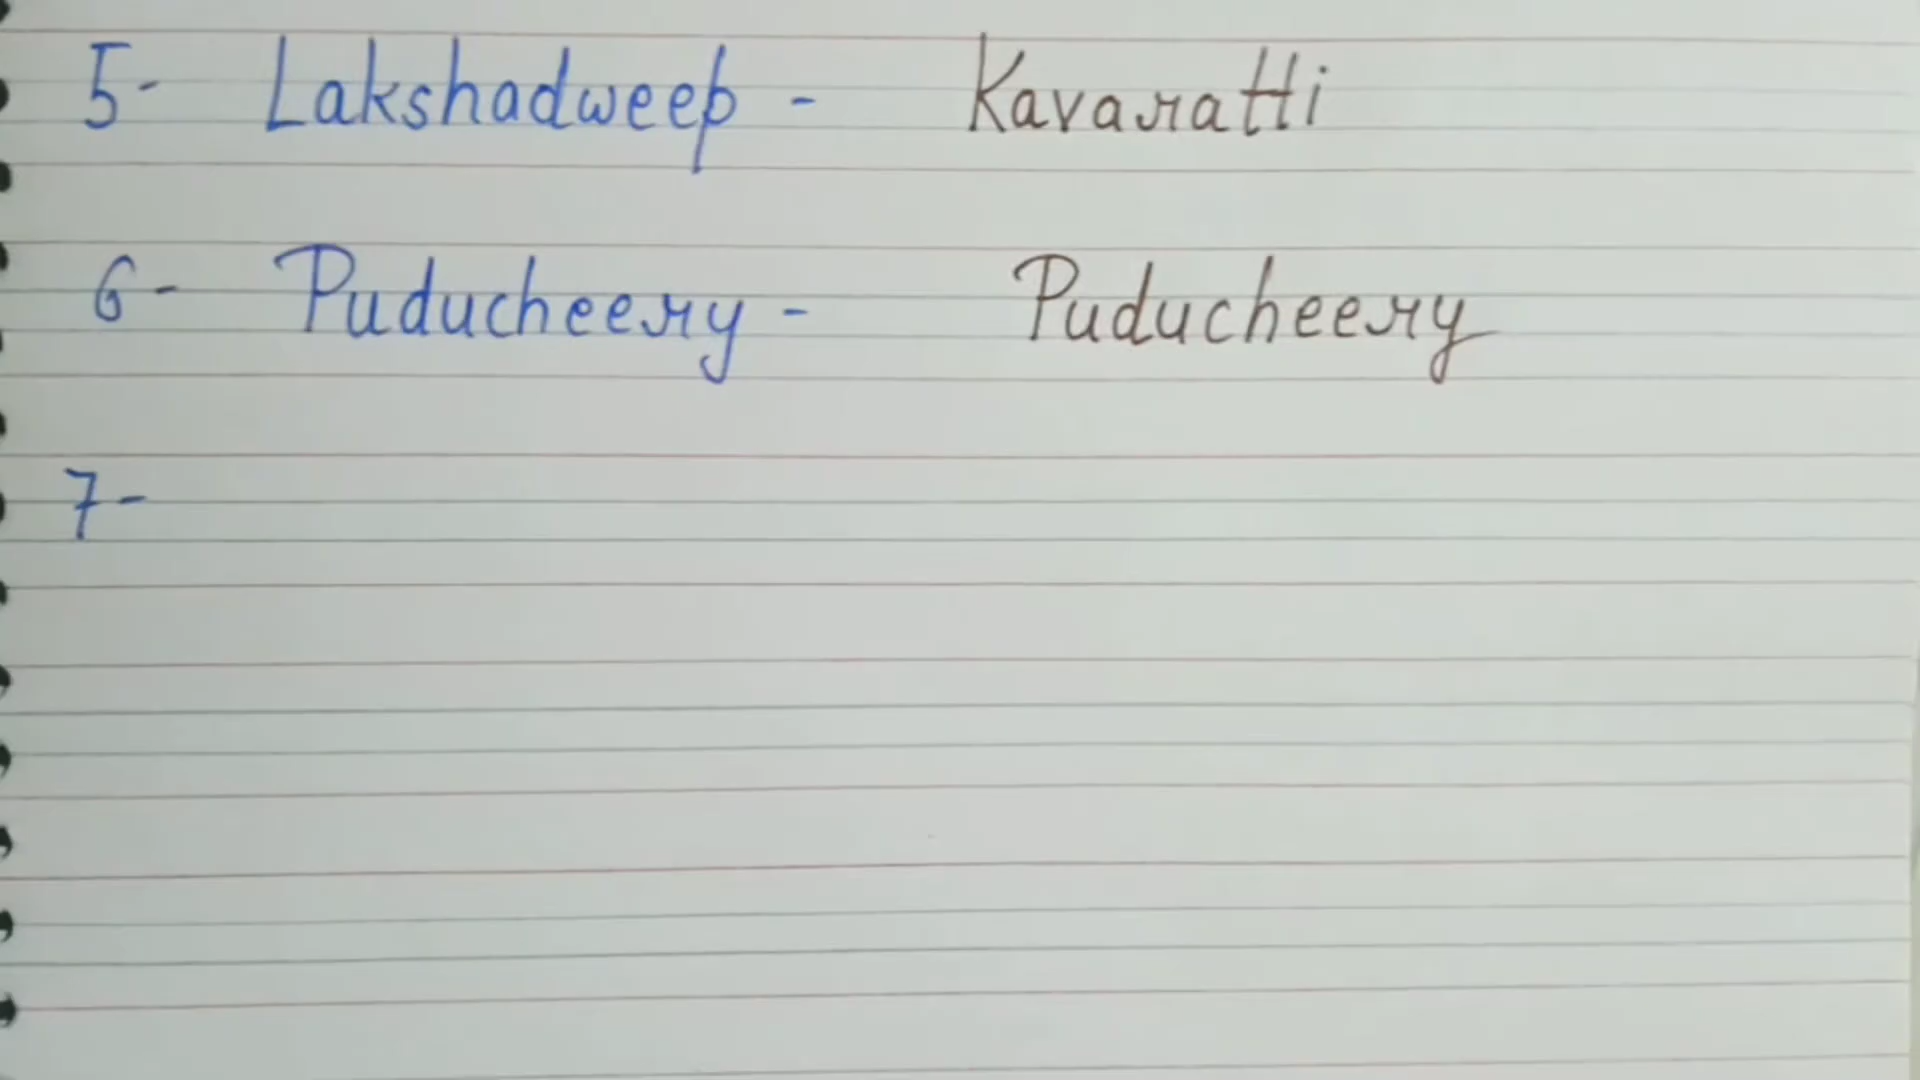 5- Lakshadweep - Kavaratti
6- Puducheery - Puducheery
7-